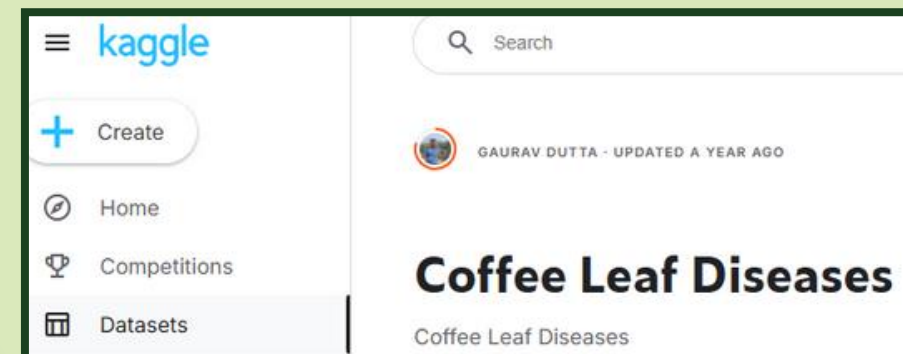 kaggle
Search
Create
GAURAV DUTTA · UPDATED A YEAR AGO
Home
Competitions
Coffee Leaf Diseases
Datasets
Coffee Leaf Diseases